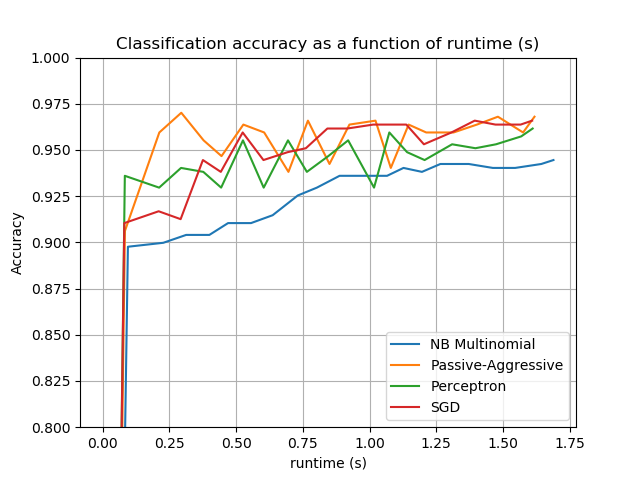 Classification accuracy as a function of runtime (s)
1.000
0.975
0.950
0.925
0.900
0.875
0.850
0.825
0.800
Accuracy
NB Multinomial
Passive-Aggressive
Perceptron
SGD
0.00 0.25 0.50 0.75 1.00 1.25 1.50 1.75
runtime (s)